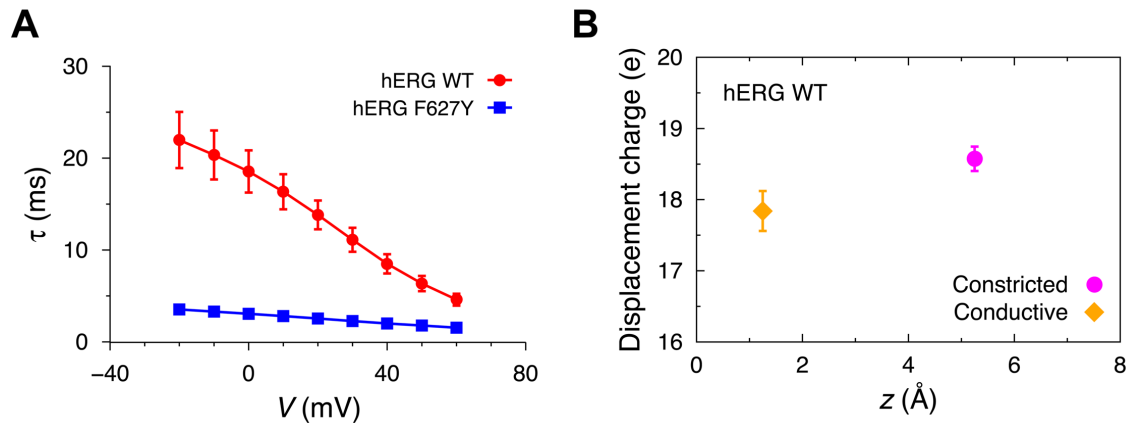 A
30
20
10
0
τ (ms)
hERG WT
hERG F627Y
−40
0
40
80
V (mV)
B
20
19
18
17
16
Displacement charge (e)
hERG WT
Constricted
Conductive
0
2
4
6
8
z (Å)